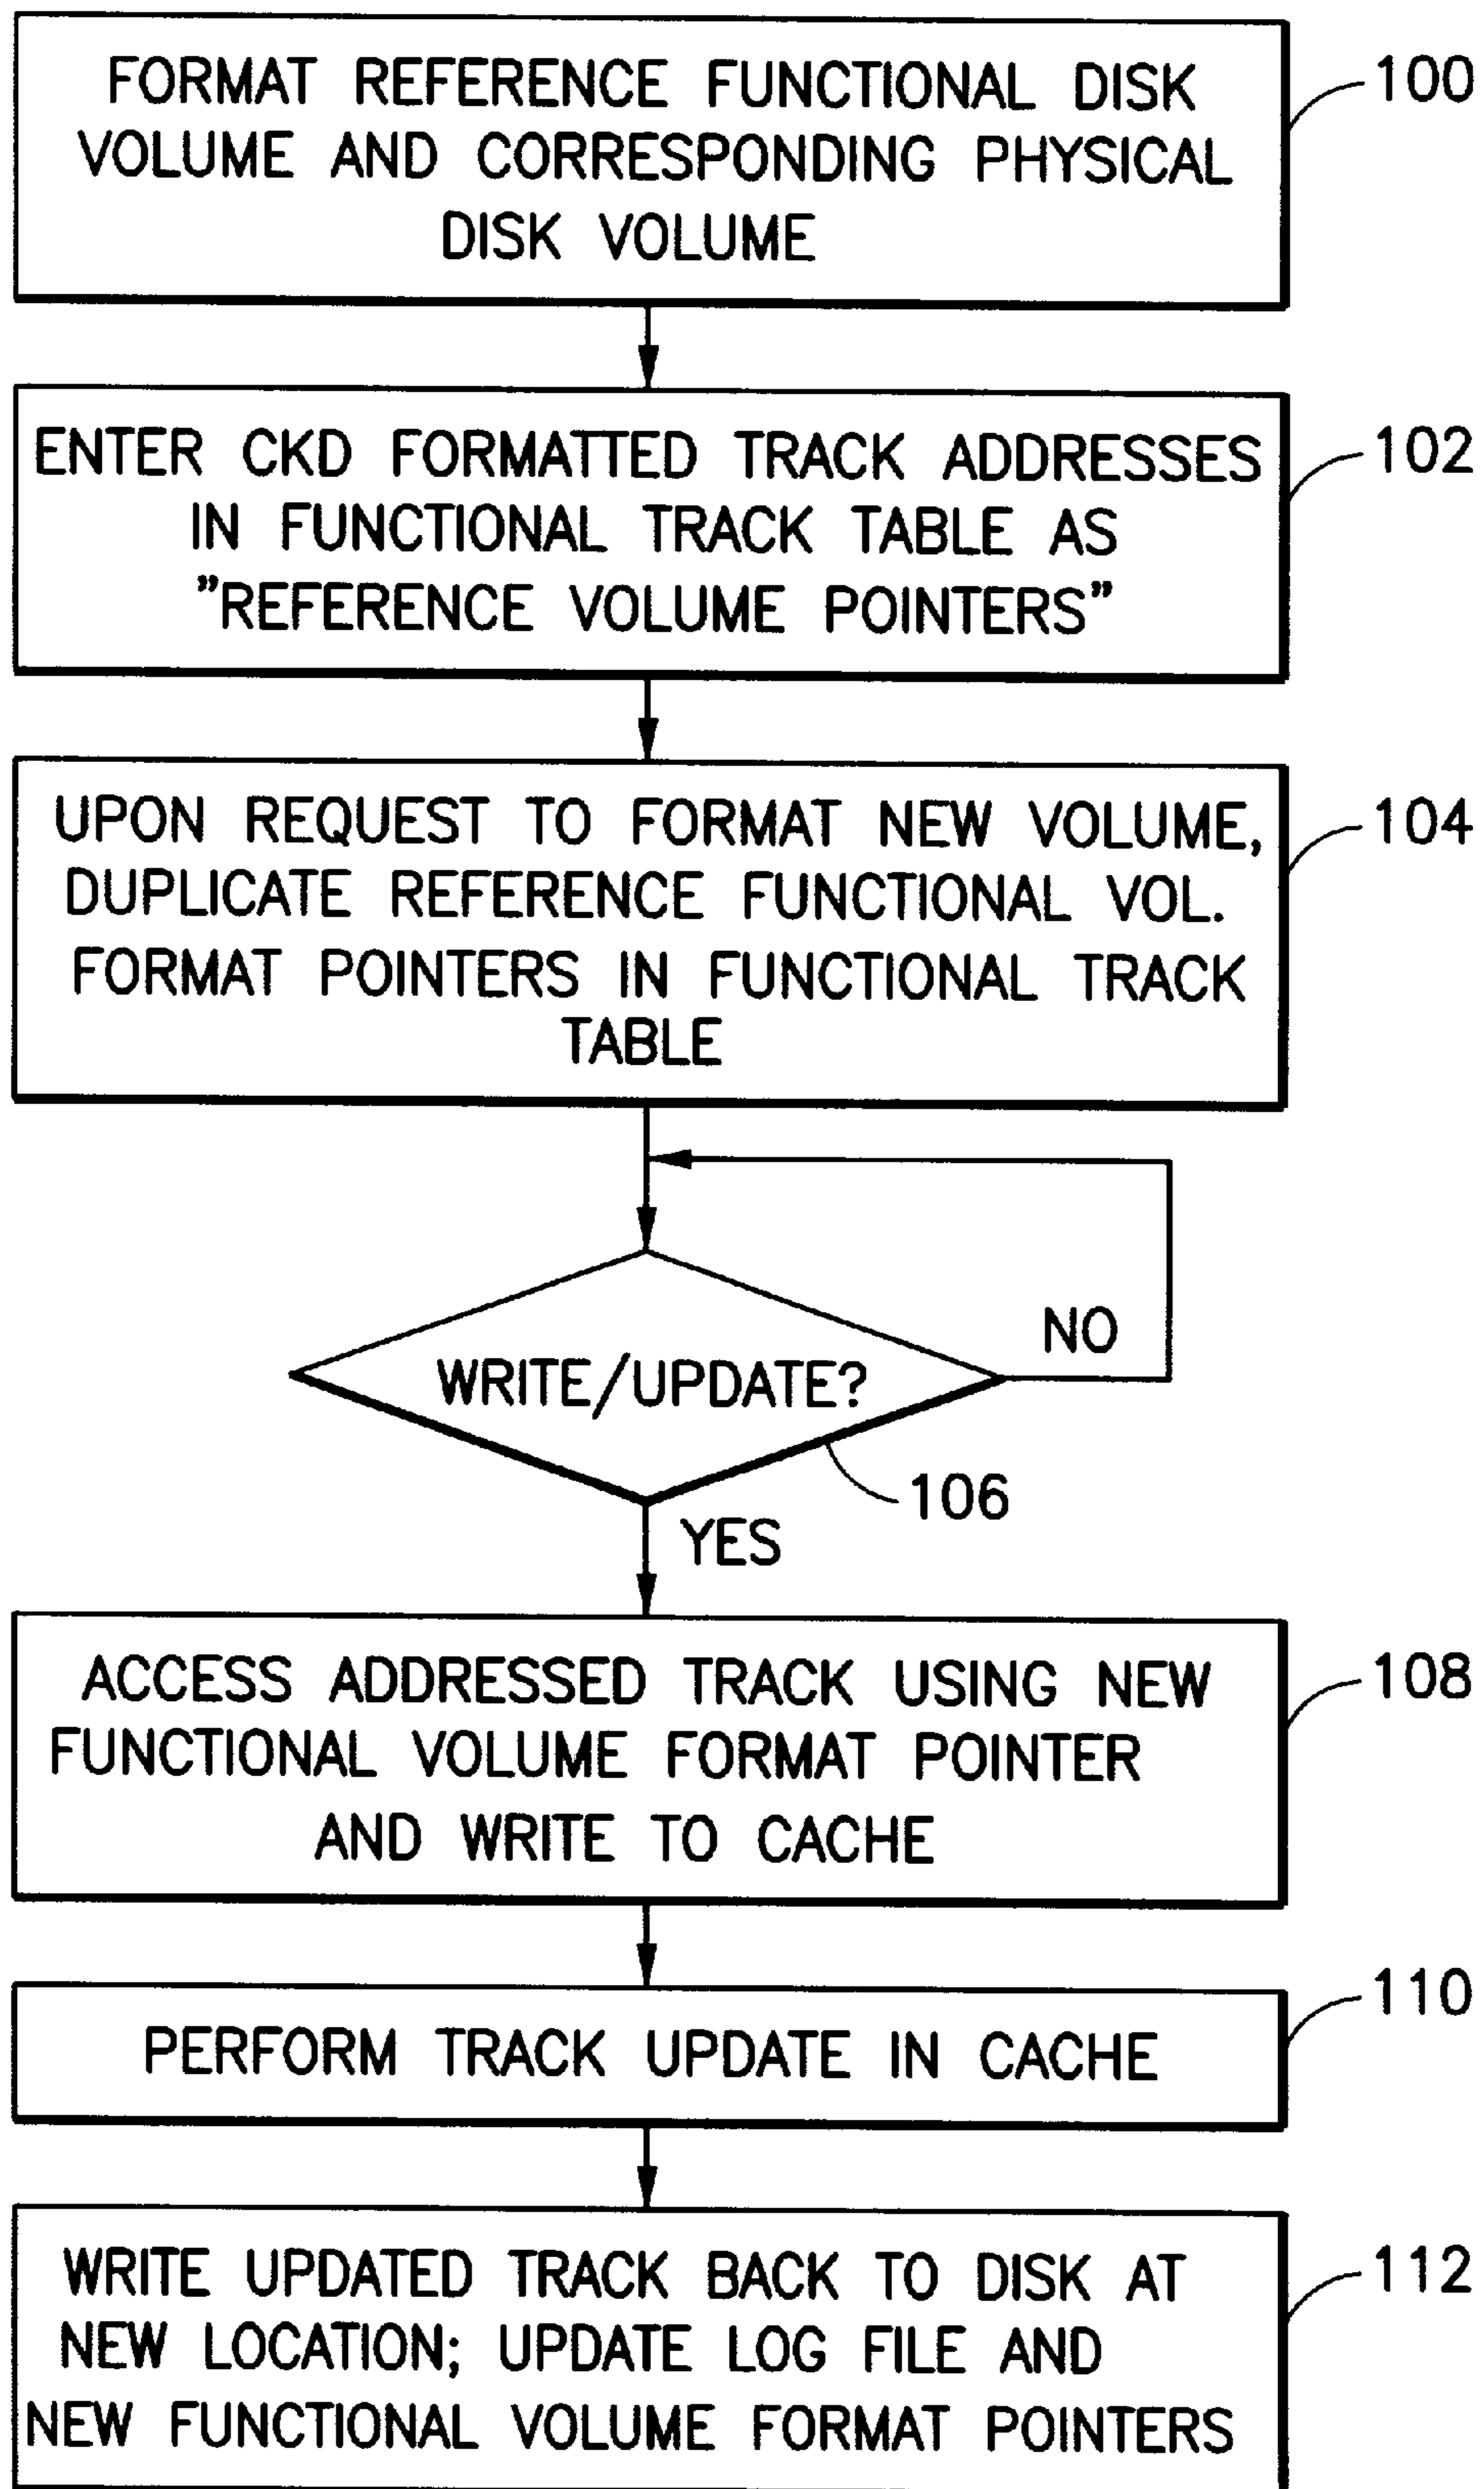 FORMAT REFERENCE FUNCTIONAL DISK
VOLUME AND CORRESPONDING PHYSICAL
DISK VOLUME
100
ENTER CKD FORMATTED TRACK ADDRESSES
IN FUNCTIONAL TRACK TABLE AS
"REFERENCE VOLUME POINTERS"
102
UPON REQUEST TO FORMAT NEW VOLUME,
DUPLICATE REFERENCE FUNCTIONAL VOL.
FORMAT POINTERS IN FUNCTIONAL TRACK
TABLE
104
WRITE/UPDATE?
NO
106
YES
ACCESS ADDRESSED TRACK USING NEW
FUNCTIONAL VOLUME FORMAT POINTER
AND WRITE TO CACHE
108
PERFORM TRACK UPDATE IN CACHE
110
WRITE UPDATED TRACK BACK TO DISK AT
NEW LOCATION; UPDATE LOG FILE AND
NEW FUNCTIONAL VOLUME FORMAT POINTERS
112